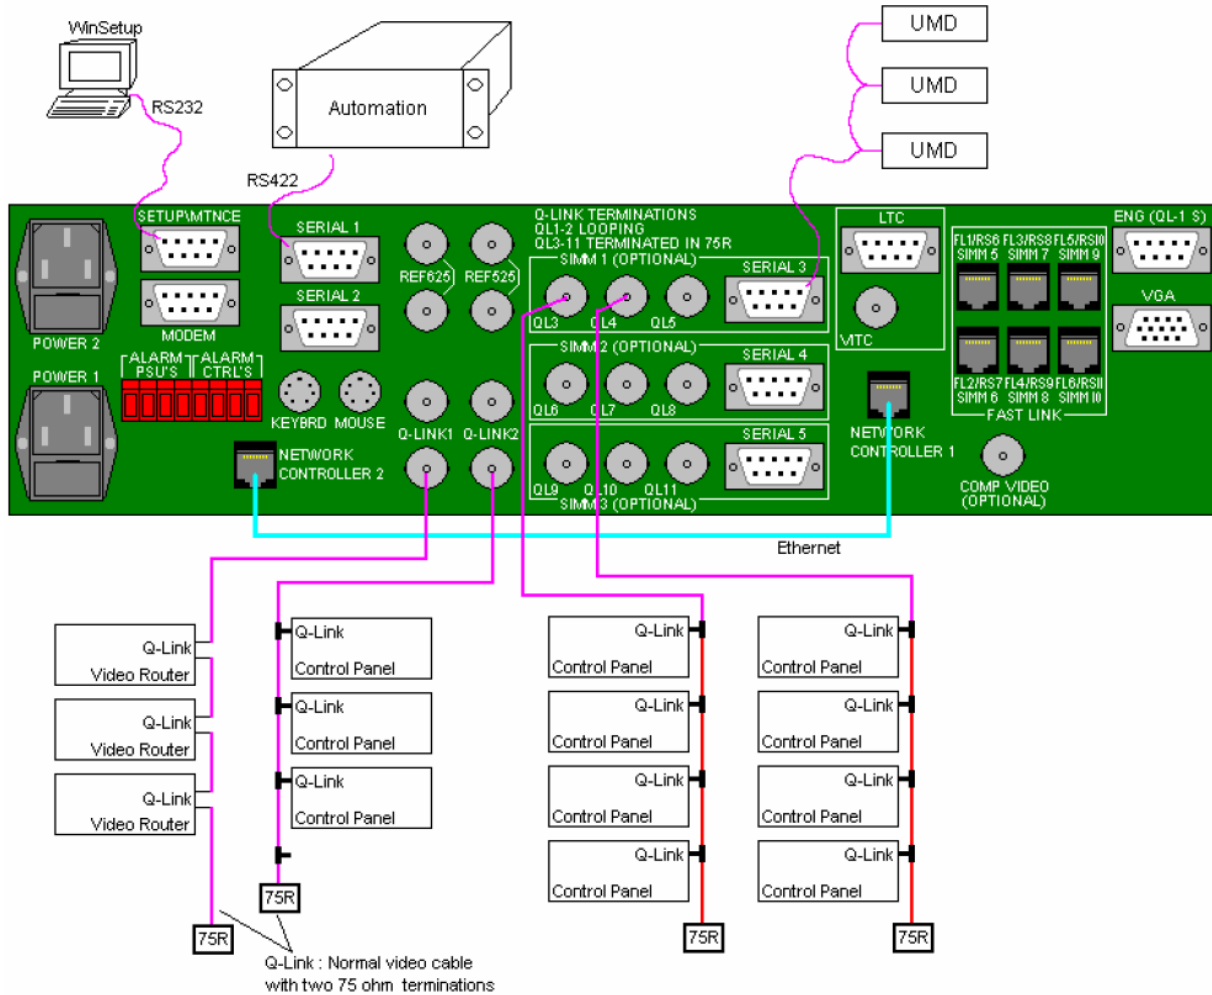 WinSetup
RS232
Automation
RS422
UMD
UMD
UMD
SETUP\MTNCE
SERIAL 1
Q-LINK TERMINATIONS
QL1-2 LOOPING
QL3-11 TERMINATED IN 75R
LTC
ENG (QL-1 S)
FL1/RS6 FL3/RS8 FL5/RS10
SIMM 5 SIMM 7 SIMM 9
SIMM 1 (OPTIONAL)
SERIAL 3
REF625
REF525
SERIAL 2
QL3
QL4
QL5
VITC
VGA
MODEM
POWER 2
SIMM 2 (OPTIONAL)
SERIAL 4
ALARM
PSU'S
ALARM
CTRL'S
POWER 1
KEYBRD
MOUSE
QL6
QL7
QL8
FL2/RS7 FL4/RS9 FL6/RS11
SIMM 6 SIMM 8 SIMM 10
FAST LINK
Q-LINK1
Q-LINK2
SERIAL 5
NETWORK
CONTROLLER 1
NETWORK
CONTROLLER 2
QL9
QL10
QL11
SIMM 3 (OPTIONAL)
COMP VIDEO
(OPTIONAL)
Ethernet
Q-Link
Video Router
Q-Link
Video Router
Q-Link
Video Router
75R
Q-Link
Control Panel
Q-Link
Control Panel
Q-Link
Control Panel
75R
Q-Link
Control Panel
Q-Link
Control Panel
Q-Link
Control Panel
Q-Link
Control Panel
75R
Q-Link
Control Panel
Q-Link
Control Panel
Q-Link
Control Panel
Q-Link
Control Panel
75R
Q-Link : Normal video cable
with two 75 ohm terminations